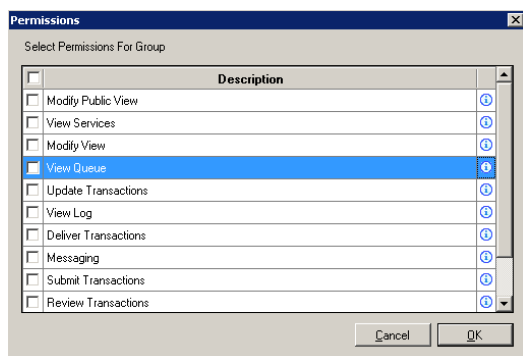 Permissions
Select Permissions For Group
Description
Modify Public View
View Services
Modify View
View Queue
Update Transactions
View Log
Deliver Transactions
Messaging
Submit Transactions
Review Transactions
Cancel OK